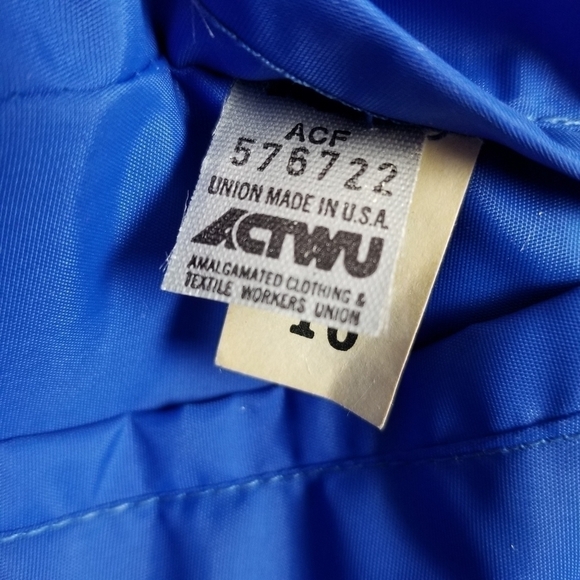 ACF
576722
UNION MADE IN U.S.A.
ACTWU
AMALGAMATED CLOTHING &
TEXTILE WORKERS UNION